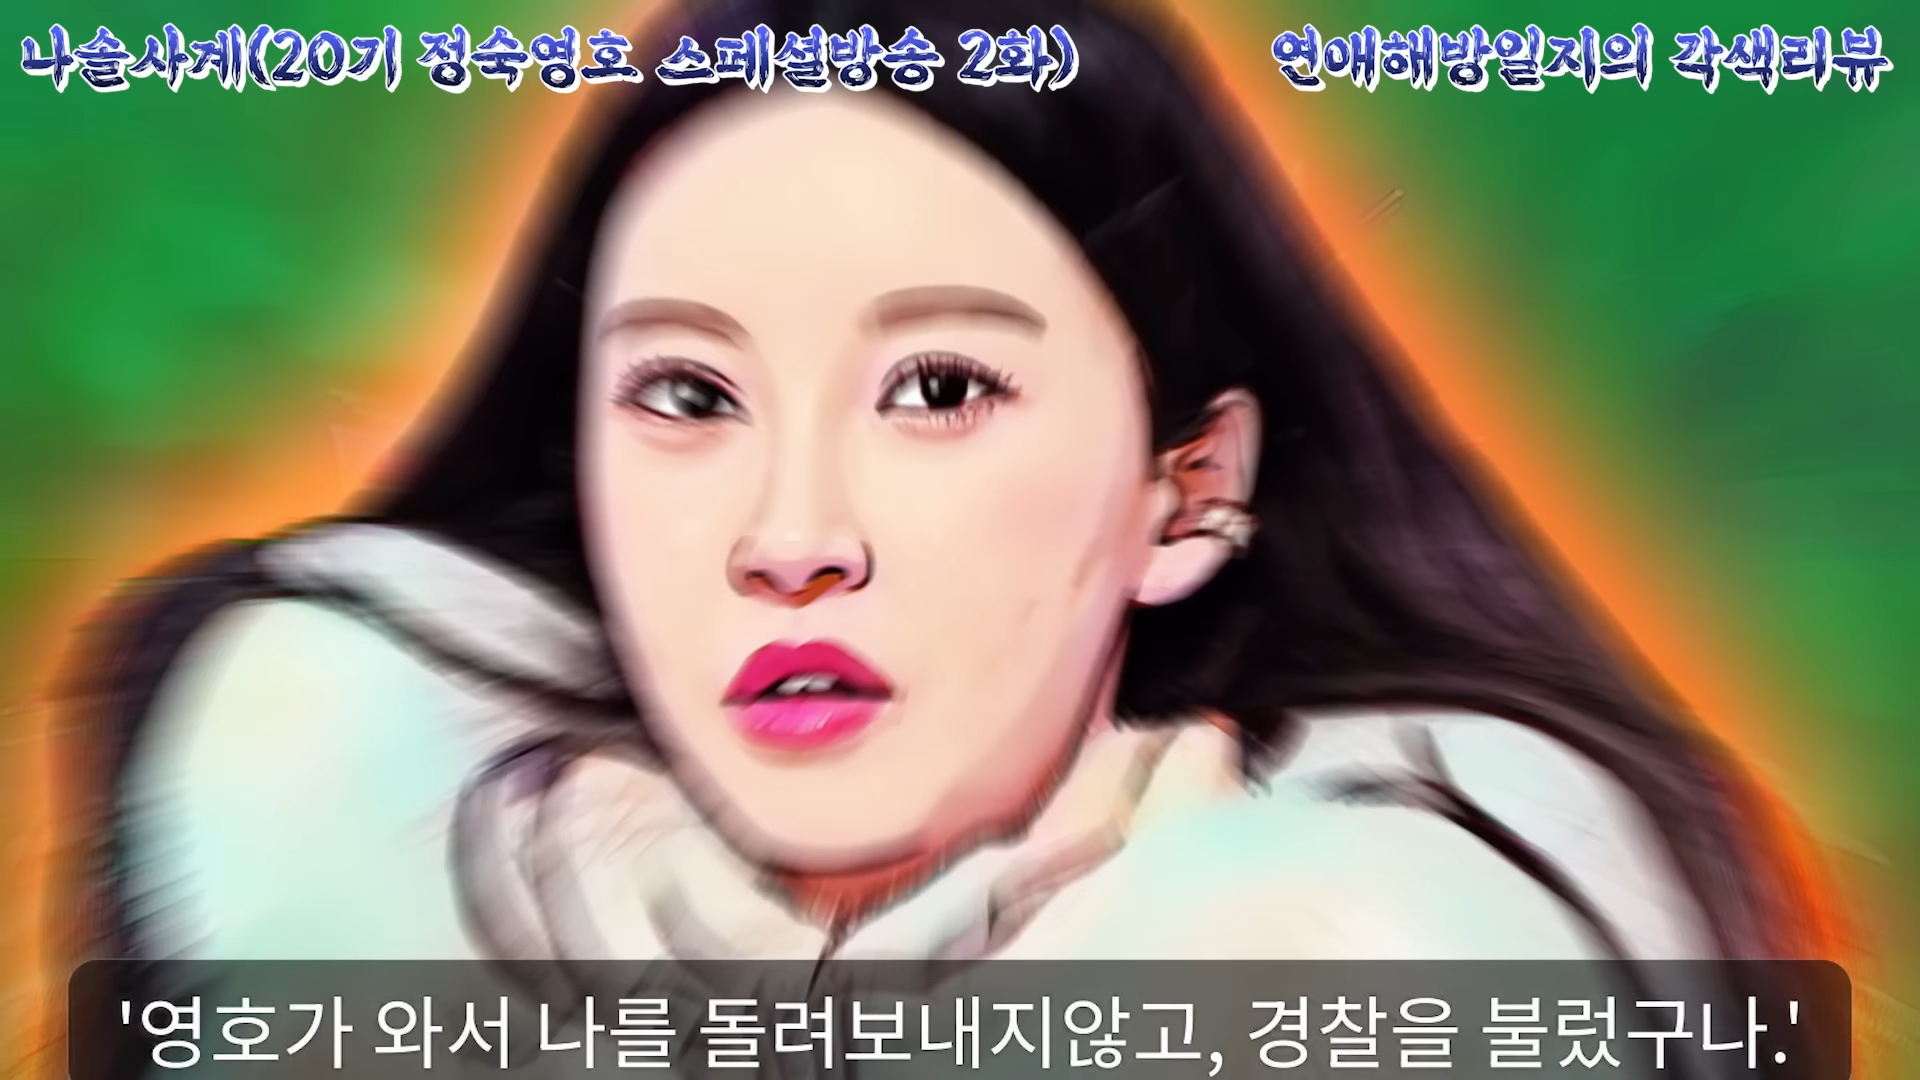 나솔사계(20기 정숙영호 스페셜방송 2화)
연애해방일지의 각색리뷰
'영호가 와서 나를 돌려보내지않고, 경찰을 불렀구나.'